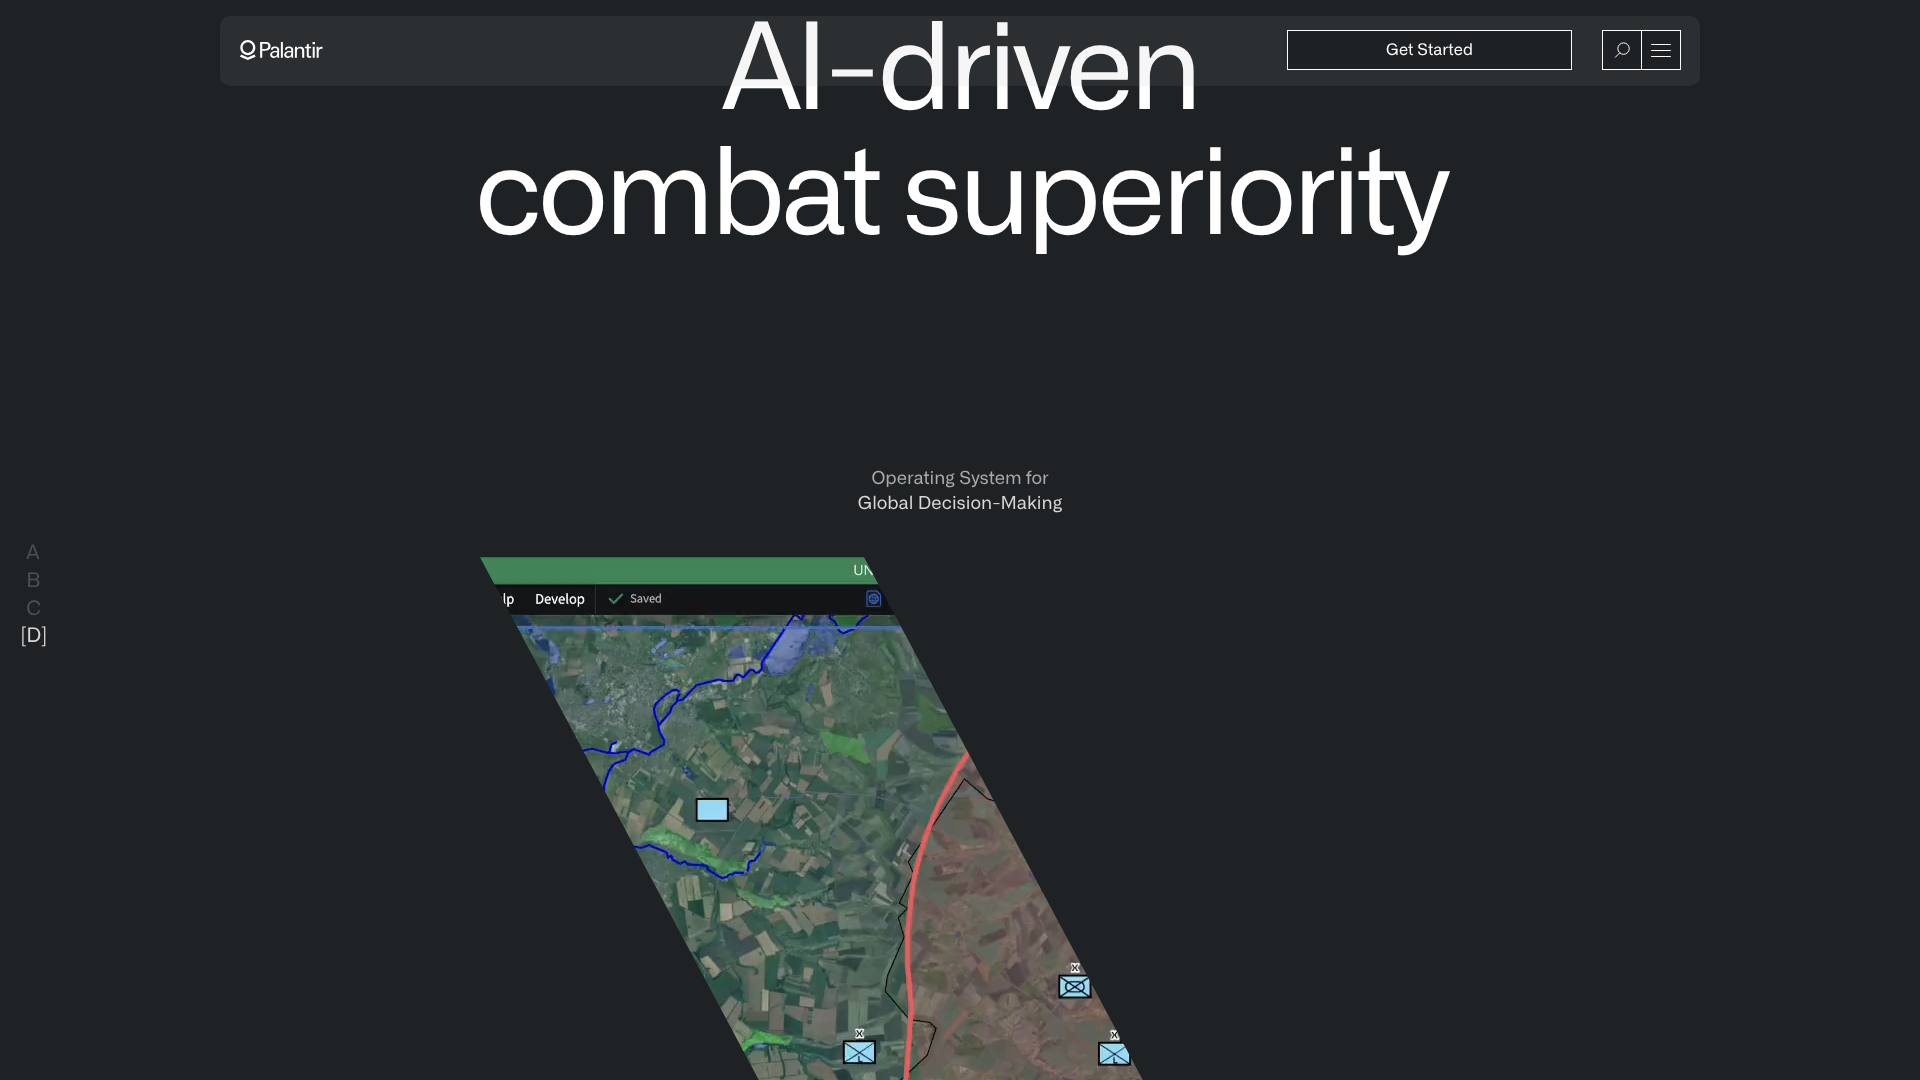 Palantir
Get Started
AI-driven
combat superiority
Operating System for
Global Decision-Making
A
B
C
[D]
Develop
Saved
X
X
X